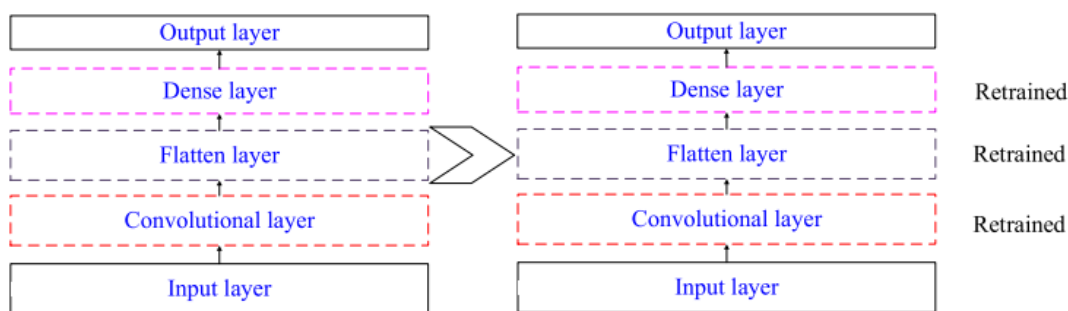 Output layer
Dense layer
Flatten layer
Convolutional layer
Input layer
Output layer
Dense layer
Retrained
Flatten layer
Retrained
Convolutional layer
Retrained
Input layer